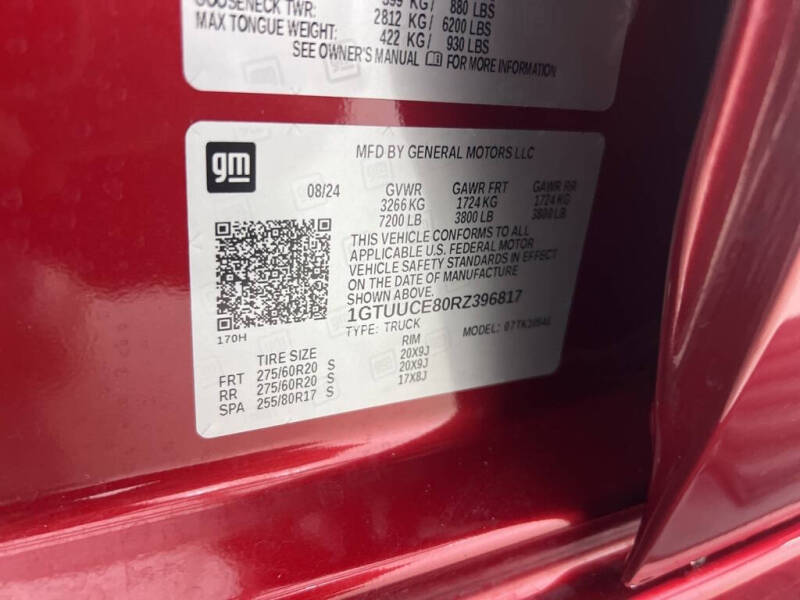 GOOSENECK TWR: 399 KG/ 880 LBS
2812 KG/ 6200 LBS
MAX TONGUE WEIGHT: 422 KG/ 930 LBS
SEE OWNER'S MANUAL FOR MORE INFORMATION
gm
MFD BY GENERAL MOTORS LLC
08/24 GVWR GAWR FRT GAWR RR
3266 KG 1724 KG 1724 KG
7200 LB 3800 LB 3800 LB
THIS VEHICLE CONFORMS TO ALL
APPLICABLE U.S. FEDERAL MOTOR
VEHICLE SAFETY STANDARDS IN EFFECT
ON THE DATE OF MANUFACTURE
SHOWN ABOVE.
1GTUUCE80RZ396817
170H
TYPE: TRUCK MODEL:
TIRE SIZE RIM
FRT 275/60R20 S 20X9J
RR 275/60R20 S 20X9J
SPA 255/80R17 S 17X8J